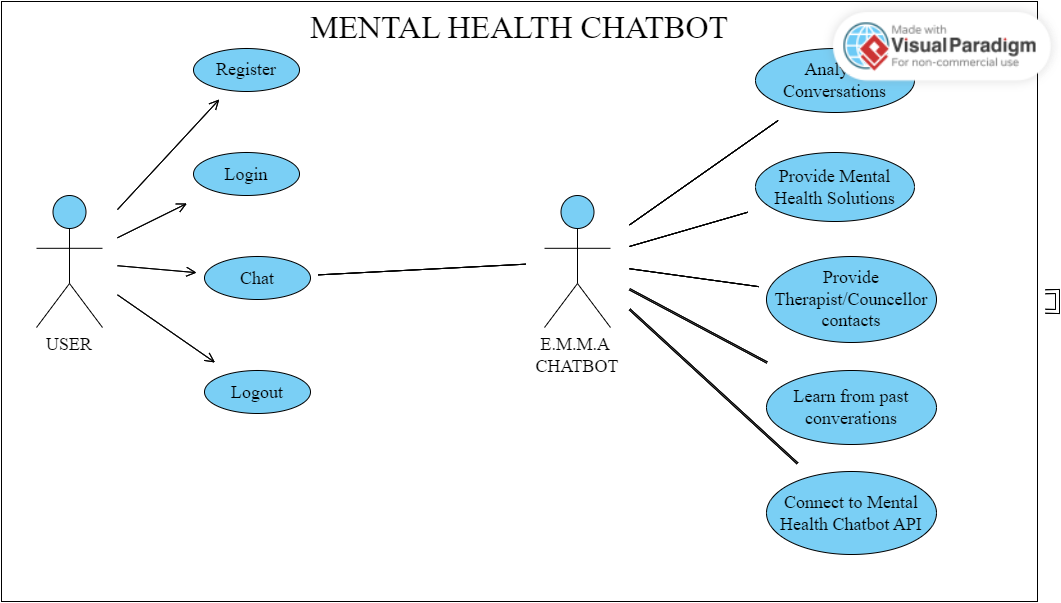 MENTAL HEALTH CHATBOT
Made with
Visual Paradigm
For non-commercial use
Register
Login
Chat
Logout
USER
E.M.M.A
CHATBOT
Conversations
Provide Mental
Health Solutions
Provide
Therapist/Councellor
contacts
Learn from past
converations
Connect to Mental
Health Chatbot API